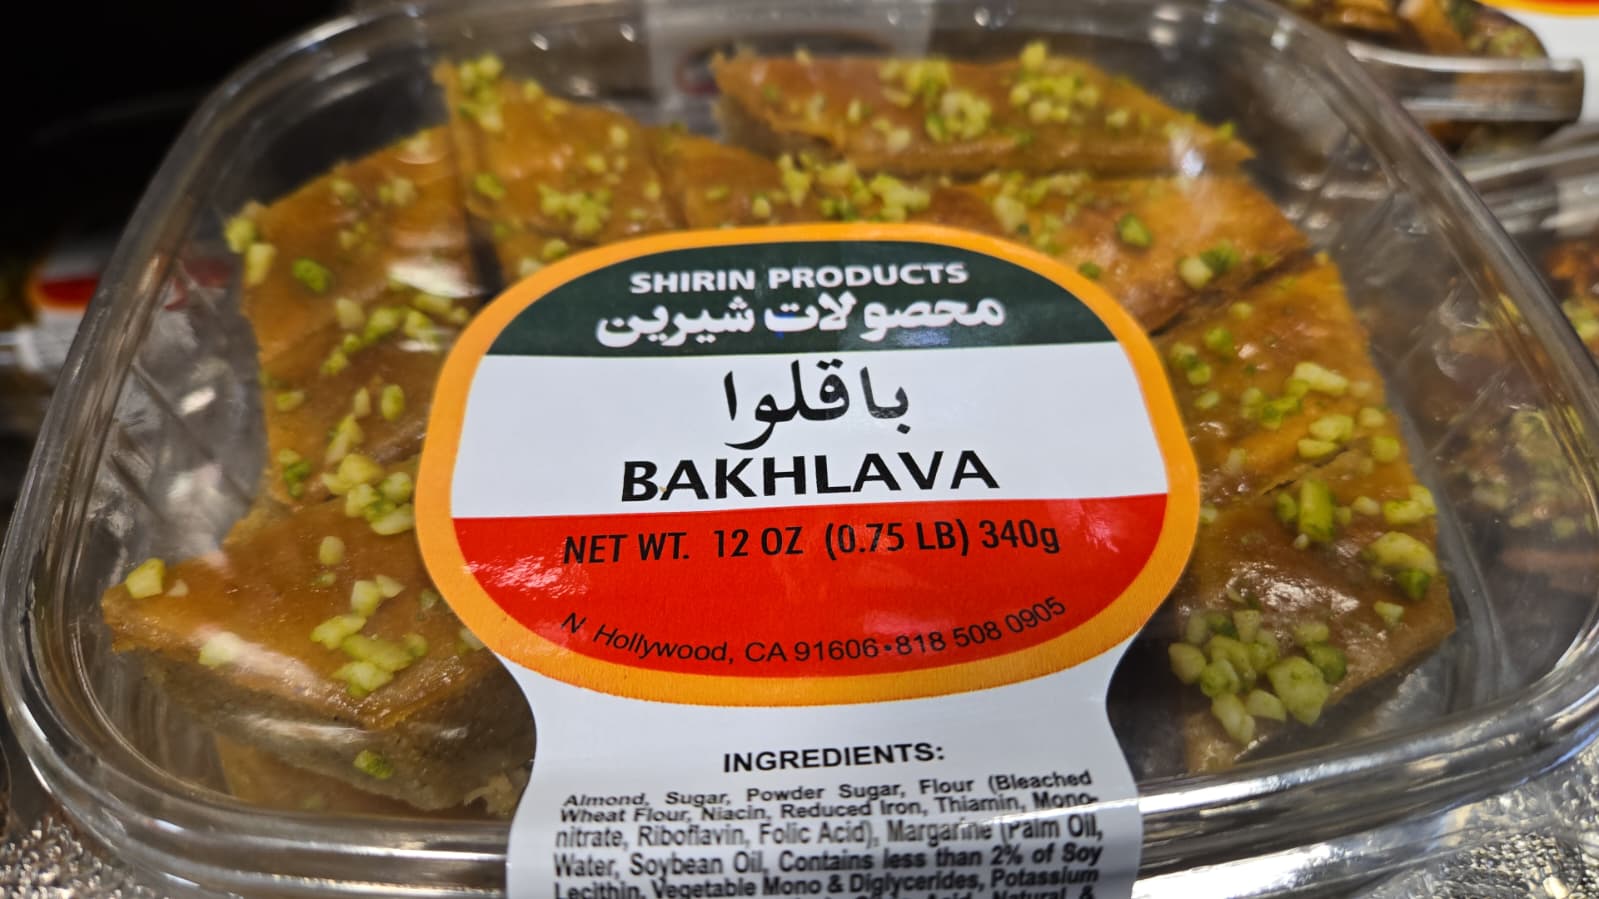 SHIRIN PRODUCTS
محصولات شیرین
باقلوا
BAKHLAVA
NET WT. 12 OZ (0.75 LB) 340g
N Hollywood, CA 91606•818 508 0905
INGREDIENTS:
Almond, Sugar, Powder Sugar, Flour (Bleached
Wheat Flour, Niacin, Reduced Iron, Thiamin, Mono-
nitrate, Riboflavin, Folic Acid), Margarine (Palm Oil,
Water, Soybean Oil, Contains less than 2% of Soy
Lecithin, Vegetable Mono & Diglycerides, Potassium
Acid, Natural &